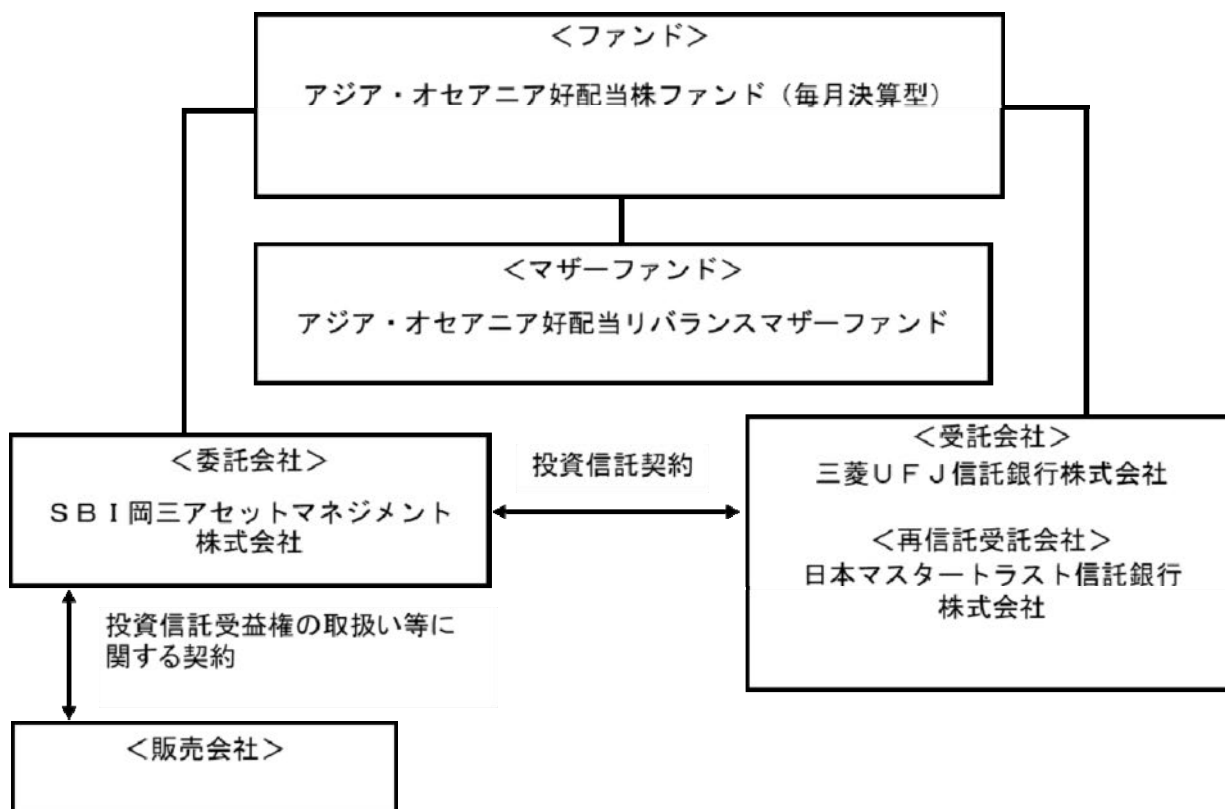 ＜ファンド＞
アジア・オセアニア好配当株ファンド（毎月決算型）
＜マザーファンド＞
アジア・オセアニア好配当リバランスマザーファンド
＜委託会社＞
ＳＢＩ岡三アセットマネジメント
株式会社
投資信託契約
＜受託会社＞
三菱ＵＦＪ信託銀行株式会社
＜再信託受託会社＞
日本マスタートラスト信託銀行
株式会社
投資信託受益権の取扱い等に
関する契約
＜販売会社＞